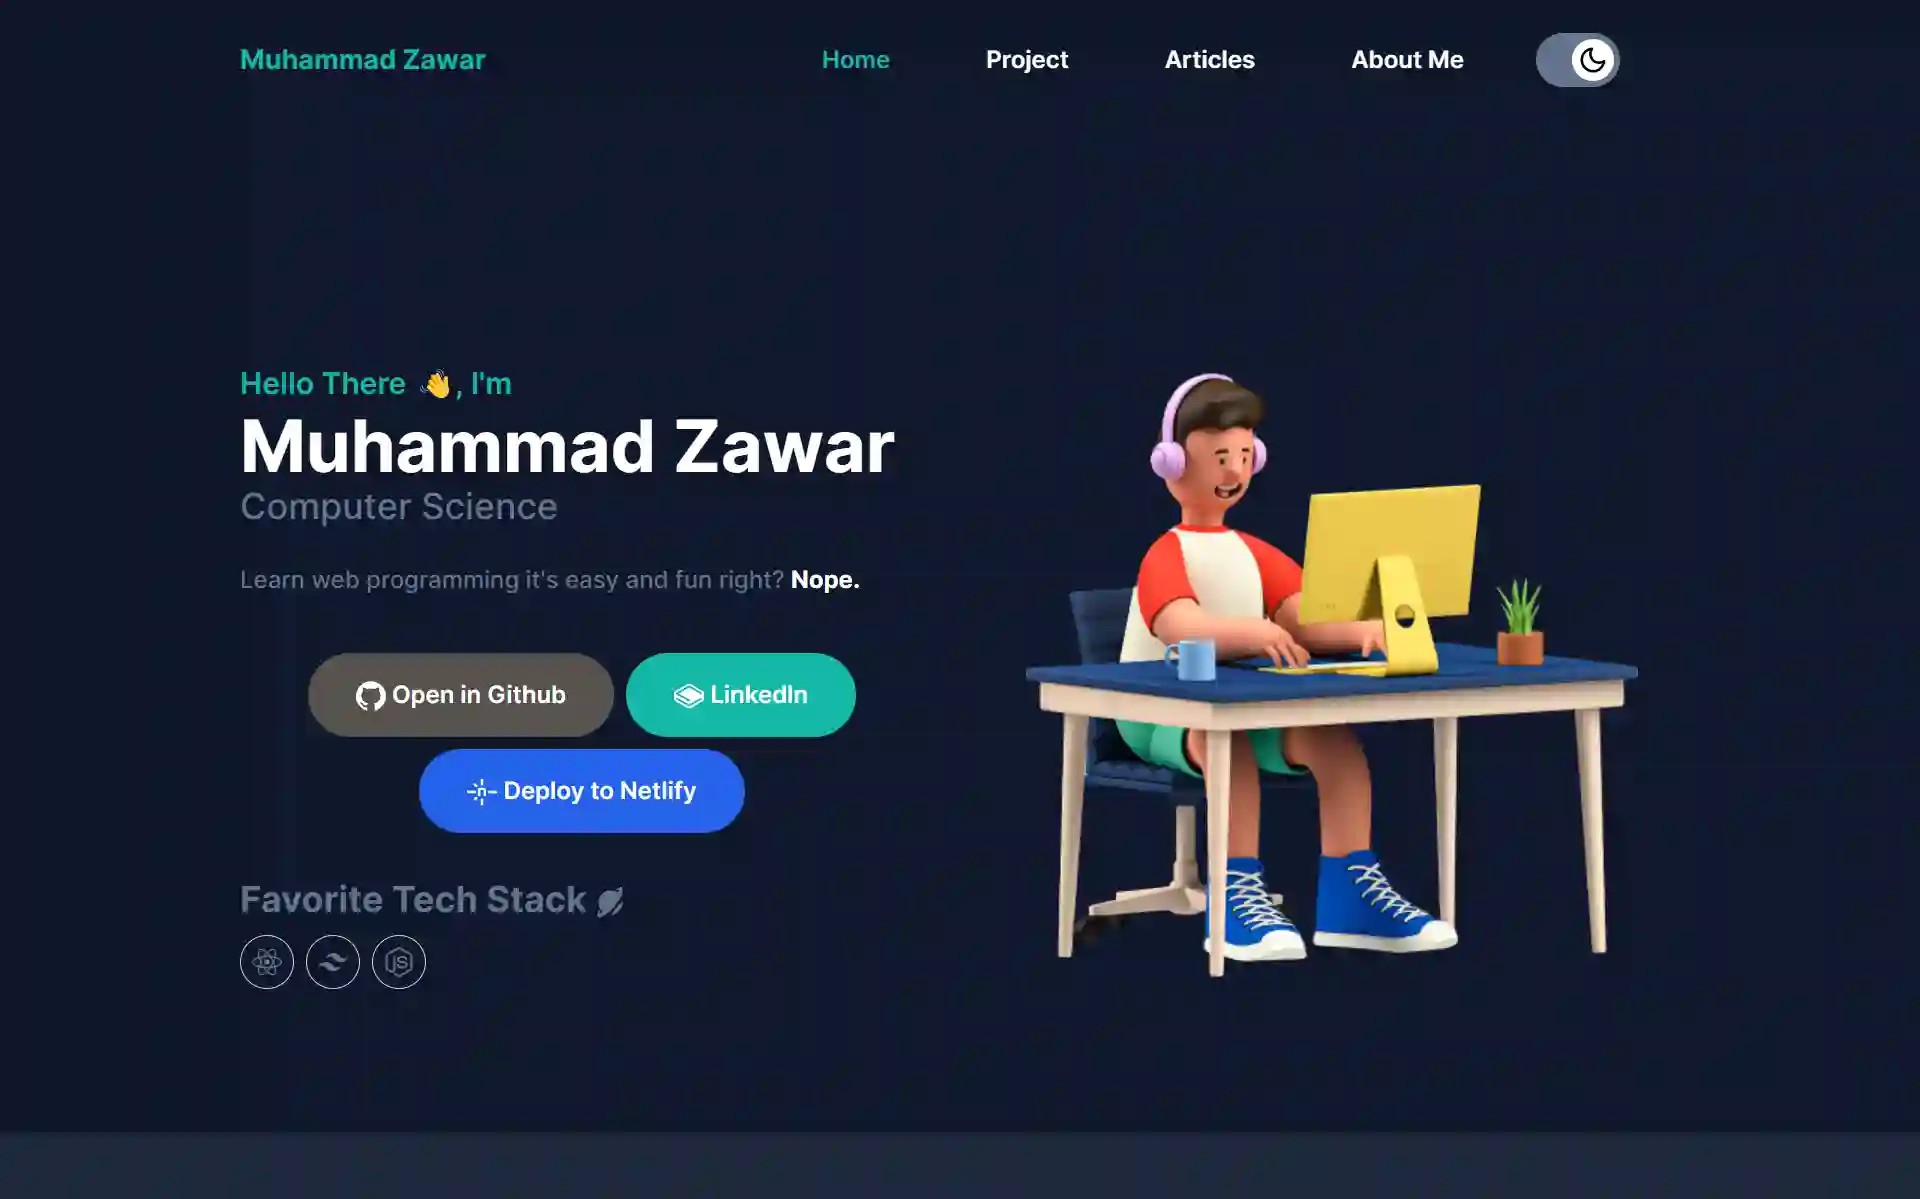 Muhammad Zawar
Home Project Articles About Me
Hello There 👋, I'm
Muhammad Zawar
Computer Science
Learn web programming it's easy and fun right? Nope.
Open in Github LinkedIn
Deploy to Netlify
Favorite Tech Stack
JS